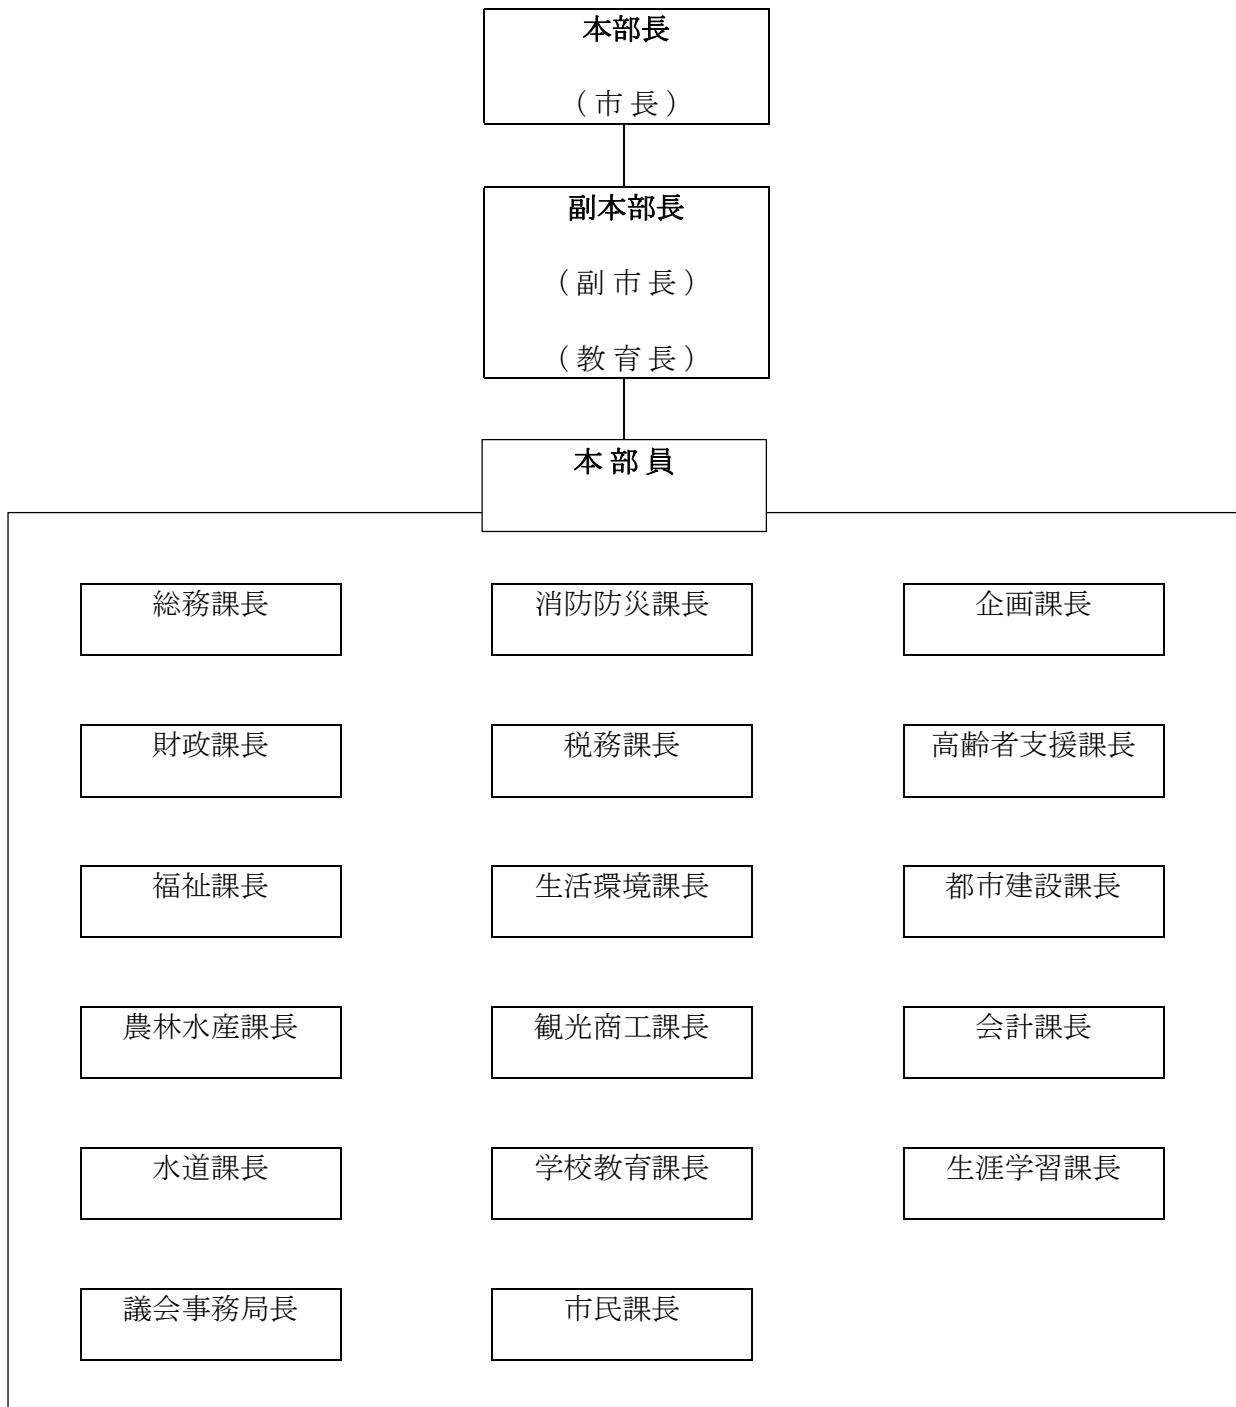 本部長
（市長）
副本部長
（副市長）
（教育長）
本部員
総務課長
消防防災課長
企画課長
財政課長
税務課長
高齢者支援課長
福祉課長
生活環境課長
都市建設課長
農林水産課長
観光商工課長
会計課長
水道課長
学校教育課長
生涯学習課長
議会事務局長
市民課長